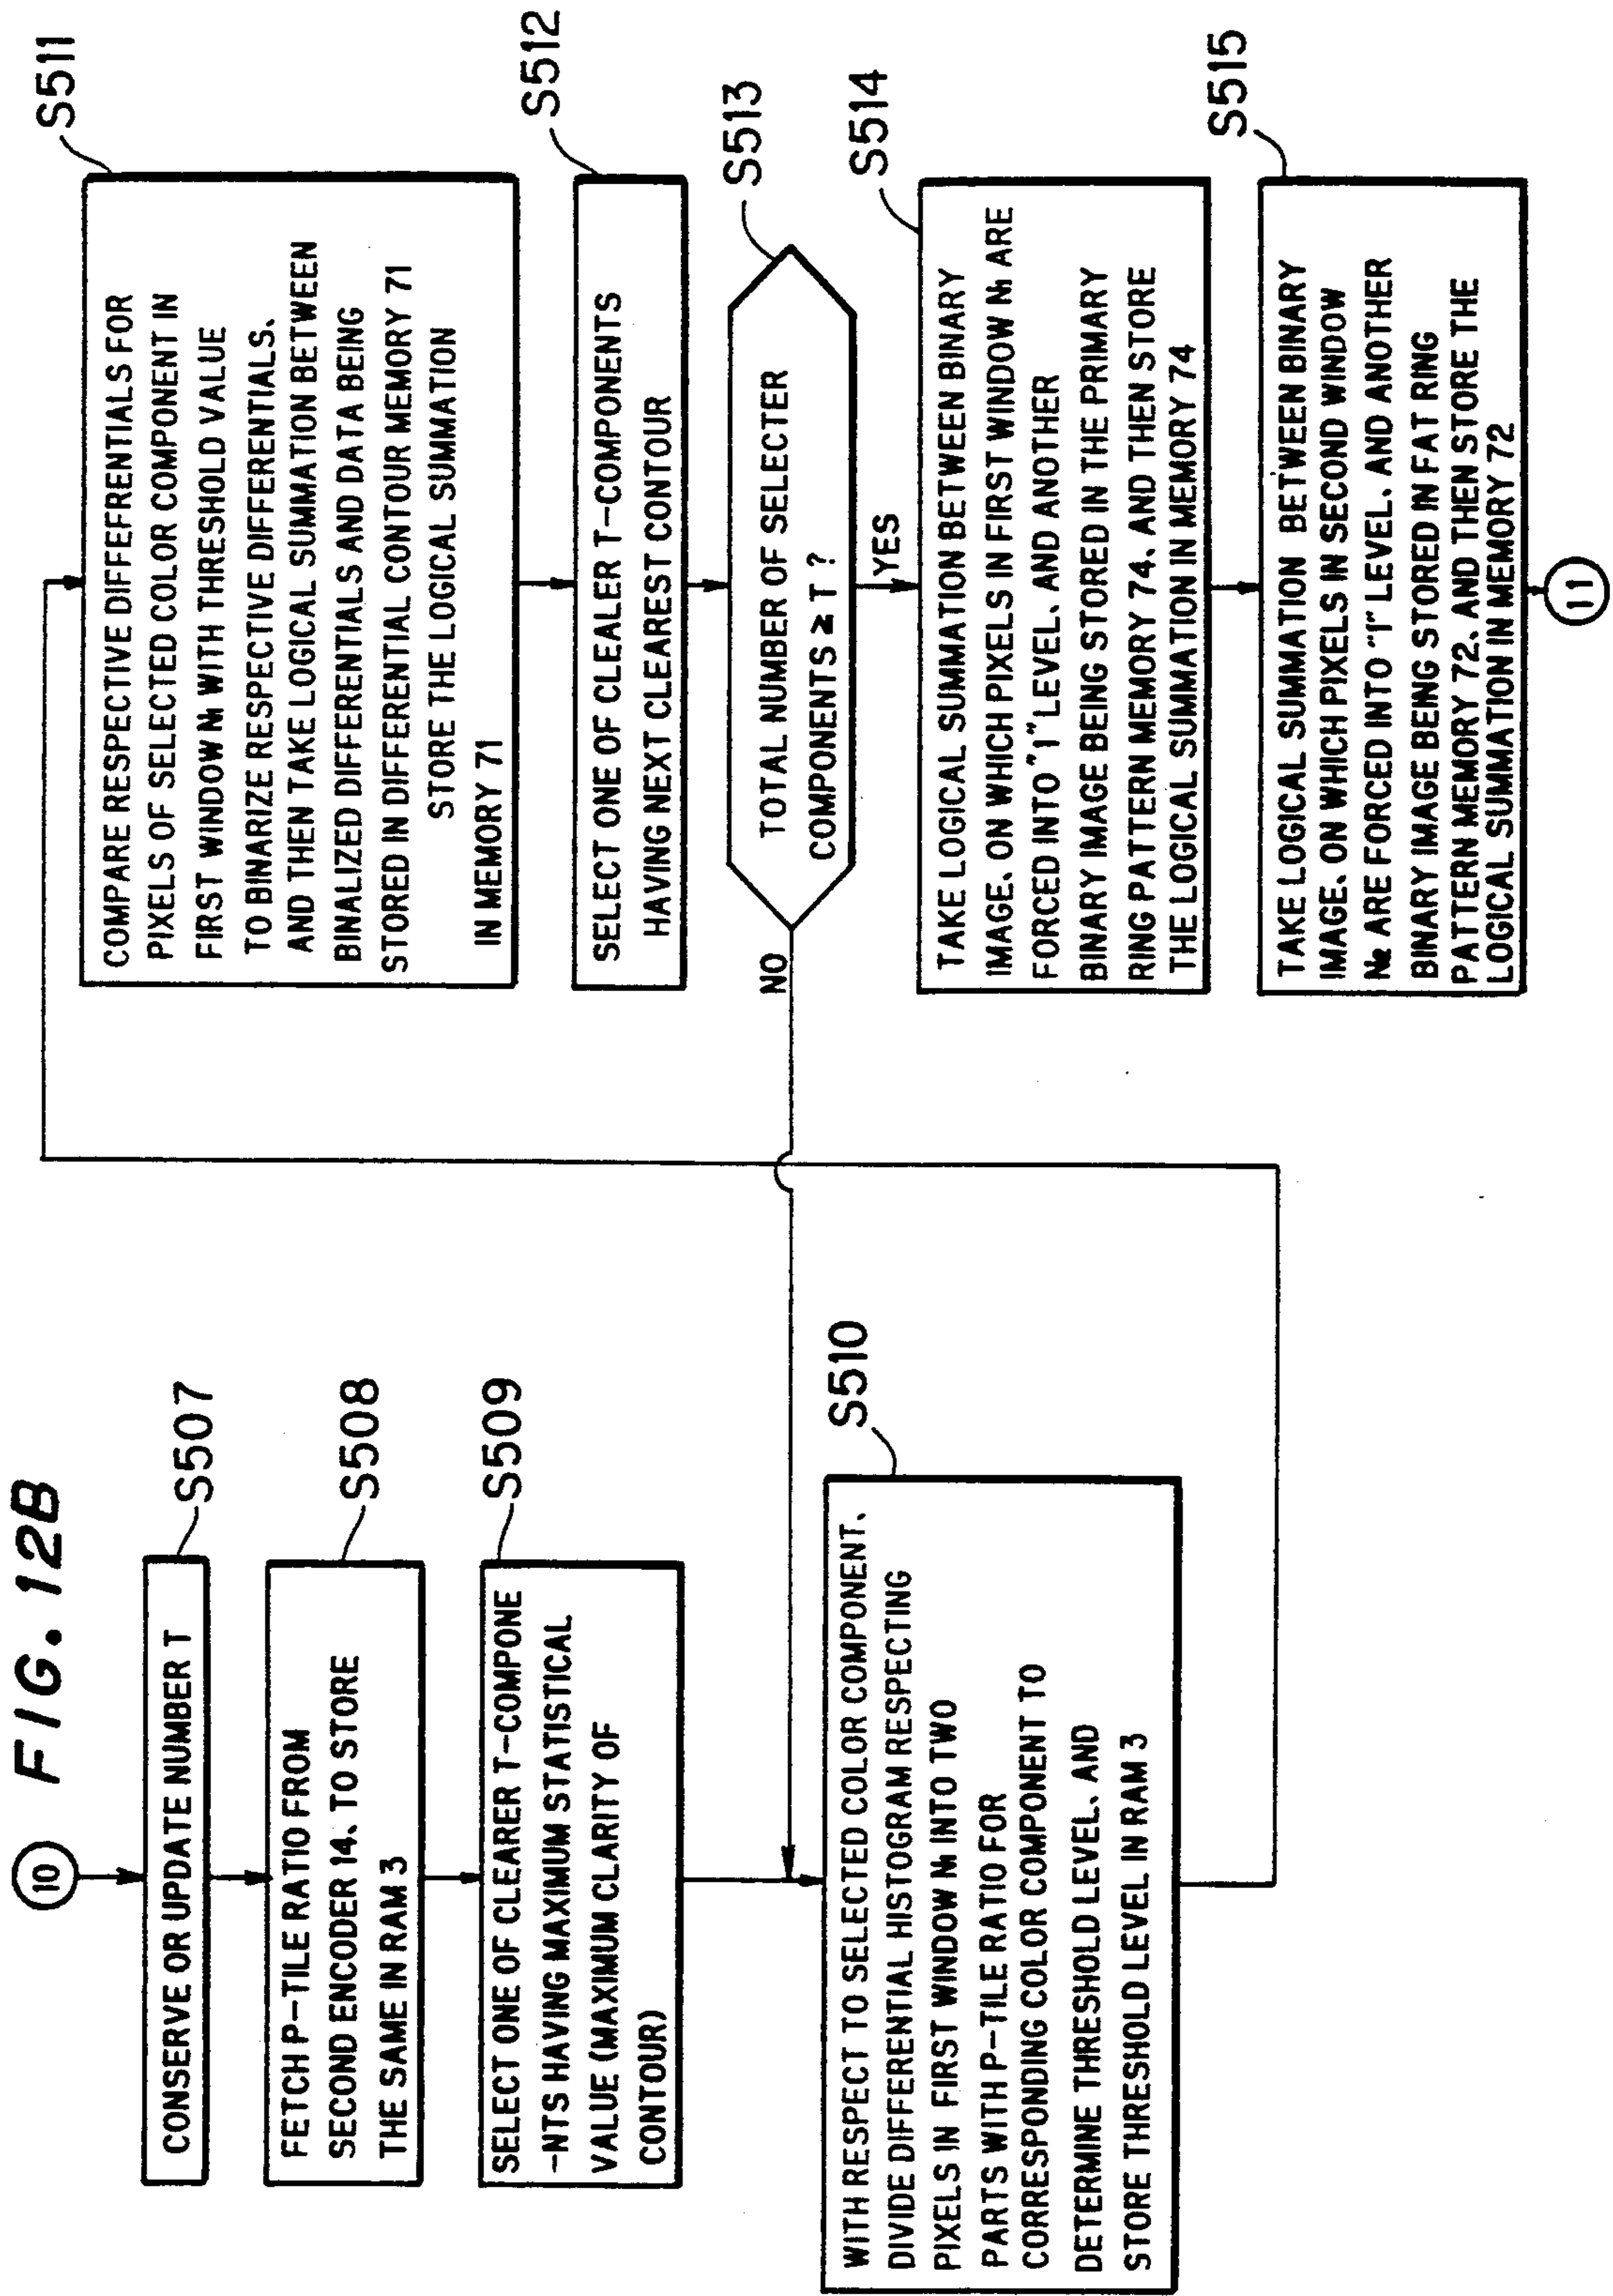 FIG. 12B
10
S507
CONSERVE OR UPDATE NUMBER T
S508
FETCH P-TILE RATIO FROM
SECOND ENCODER 14. TO STORE
THE SAME IN RAM 3
S509
SELECT ONE OF CLEARER T-COMPONE
-NTS HAVING MAXIMUM STATISTICAL
VALUE (MAXIMUM CLARITY OF
CONTOUR)
S510
WITH RESPECT TO SELECTED COLOR COMPONENT.
DIVIDE DIFFERENTIAL HISTOGRAM RESPECTING
PIXELS IN FIRST WINDOW N1 INTO TWO
PARTS WITH P-TILE RATIO FOR
CORRESPONDING COLOR COMPONENT TO
DETERMINE THRESHOLD LEVEL. AND
STORE THRESHOLD LEVEL IN RAM 3
S511
COMPARE RESPECTIVE DIFFEFRENTIALS FOR
PIXELS OF SELECTED COLOR COMPONENT IN
FIRST WINDOW N1 WITH THRESHOLD VALUE
TO BINARIZE RESPECTIVE DIFFERENTIALS.
AND THEN TAKE LOGICAL SUMMATION BETWEEN
BINALIZED DIFFERENTIALS AND DATA BEING
STORED IN DIFFERENTIAL CONTOUR MEMORY 71
STORE THE LOGICAL SUMMATION
IN MEMORY 71
S512
SELECT ONE OF CLEALER T-COMPONENTS
HAVING NEXT CLEAREST CONTOUR
S513
TOTAL NUMBER OF SELECTER
COMPONENTS ≥ T ?
NO
YES
S514
TAKE LOGICAL SUMMATION BETWEEN BINARY
IMAGE. ON WHICH PIXELS IN FIRST WINDOW N1 ARE
FORCED INTO "1" LEVEL. AND ANOTHER
BINARY IMAGE BEING STORED IN THE PRIMARY
RING PATTERN MEMORY 74. AND THEN STORE
THE LOGICAL SUMMATION IN MEMORY 74
S515
TAKE LOGICAL SUMMATION BETWEEN BINARY
IMAGE. ON WHICH PIXELS IN SECOND WINDOW
N2 ARE FORCED INTO "1" LEVEL. AND ANOTHER
BINARY IMAGE BEING STORED IN FAT RING
PATTERN MEMORY 72. AND THEN STORE THE
LOGICAL SUMMATION IN MEMORY 72
11